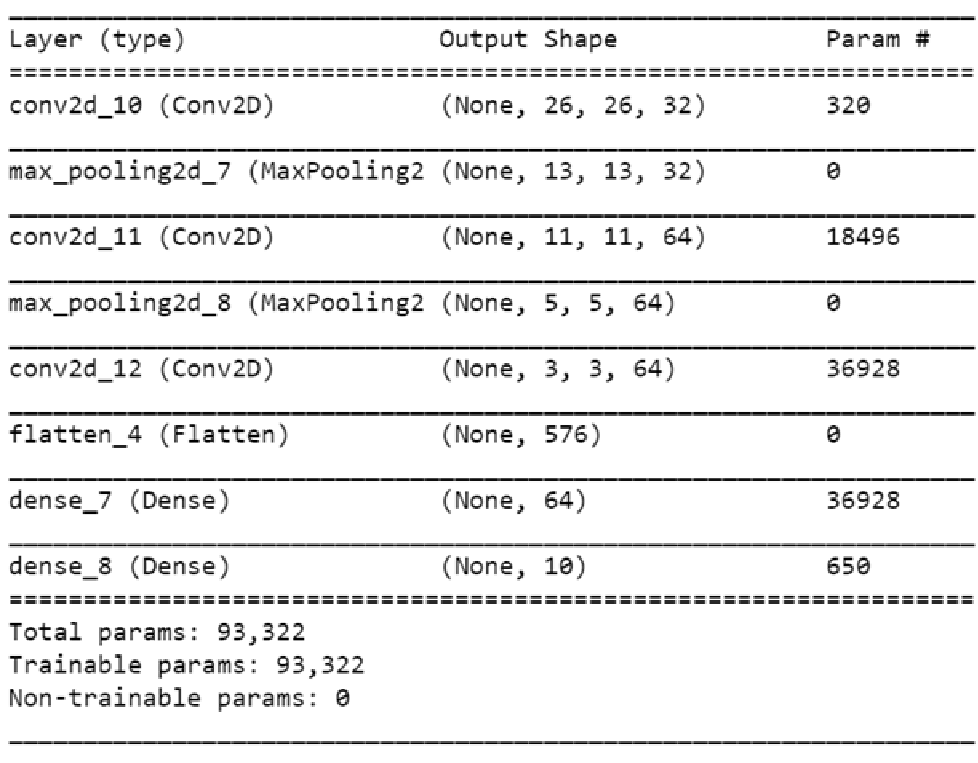 Layer (type) Output Shape Param #
conv2d_10 (Conv2D) (None, 26, 26, 32) 320
max_pooling2d_7 (MaxPooling2 (None, 13, 13, 32) 0
conv2d_11 (Conv2D) (None, 11, 11, 64) 18496
max_pooling2d_8 (MaxPooling2 (None, 5, 5, 64) 0
conv2d_12 (Conv2D) (None, 3, 3, 64) 36928
flatten_4 (Flatten) (None, 576) 0
dense_7 (Dense) (None, 64) 36928
dense_8 (Dense) (None, 10) 650
Total params: 93,322
Trainable params: 93,322
Non-trainable params: 0